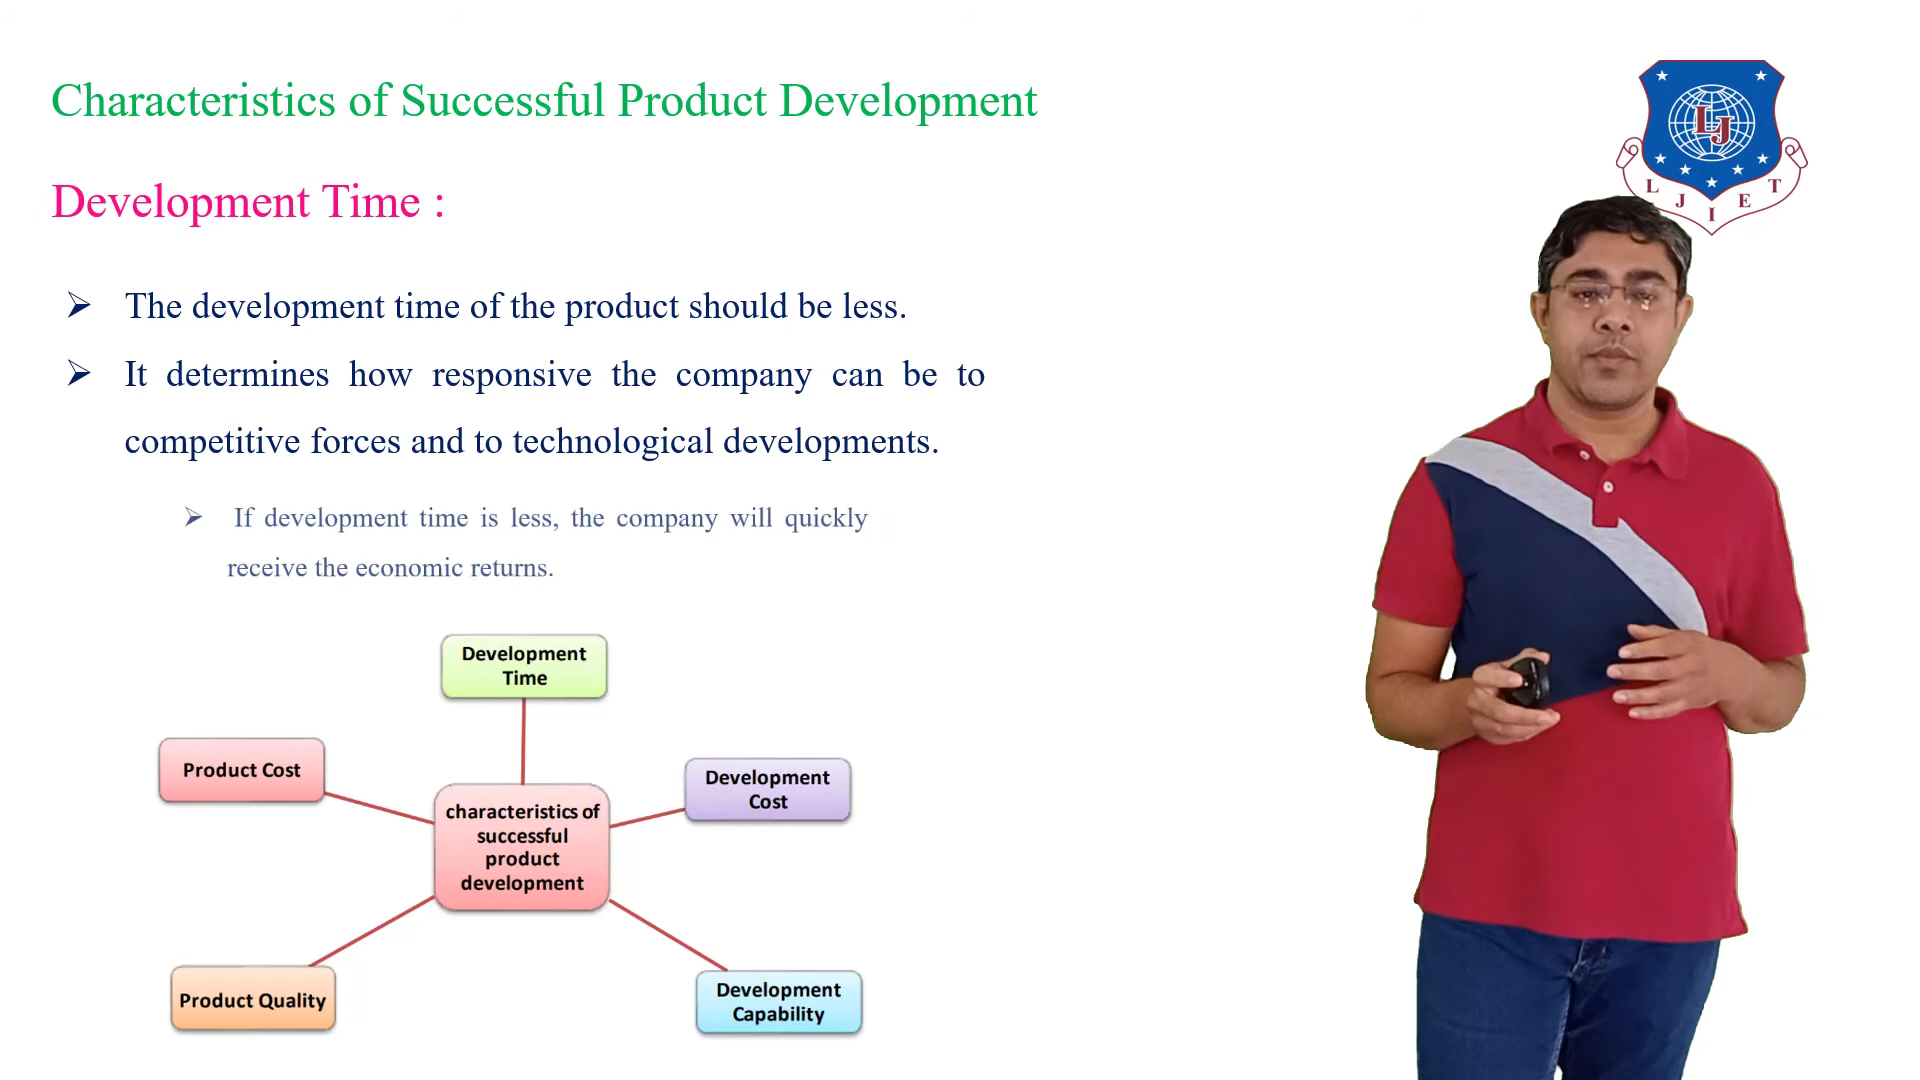 Characteristics of Successful Product Development
Development Time :
The development time of the product should be less.
It determines how responsive the company can be to
competitive forces and to technological developments.
If development time is less, the company will quickly
receive the economic returns.
Development
Time
Product Cost
Development
Cost
characteristics of
successful
product
development
Product Quality
Development
Capability
LJ
L J I E T